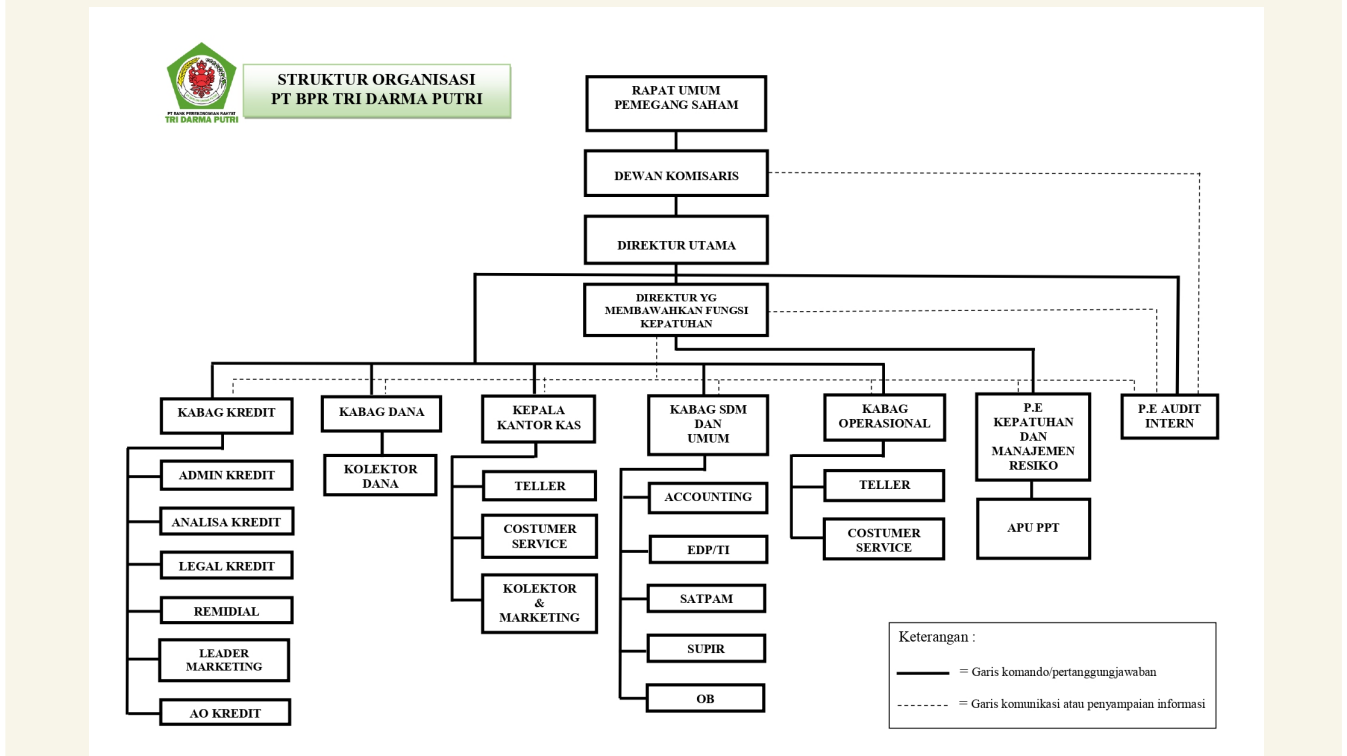 STRUKTUR ORGANISASI
PT BPR TRI DARMA PUTRI
PT BANK PEREKONOMIAN RAKYAT
TRI DARMA PUTRI
RAPAT UMUM
PEMEGANG SAHAM
DEWAN KOMISARIS
DIREKTUR UTAMA
DIREKTUR YG
MEMBAWAHKAN FUNGSI
KEPATUHAN
KABAG KREDIT
ADMIN KREDIT
ANALISA KREDIT
LEGAL KREDIT
REMIDIAL
LEADER
MARKETING
AO KREDIT
KABAG DANA
KOLEKTOR
DANA
KEPALA
KANTOR KAS
TELLER
COSTUMER
SERVICE
KOLEKTOR
&
MARKETING
KABAG SDM
DAN
UMUM
ACCOUNTING
EDP/TI
SATPAM
SUPIR
OB
KABAG
OPERASIONAL
TELLER
COSTUMER
SERVICE
P.E
KEPATUHAN
DAN
MANAJEMEN
RESIKO
APU PPT
P.E AUDIT
INTERN
Keterangan :
= Garis komando/pertanggungjawaban
= Garis komunikasi atau penyampaian informasi